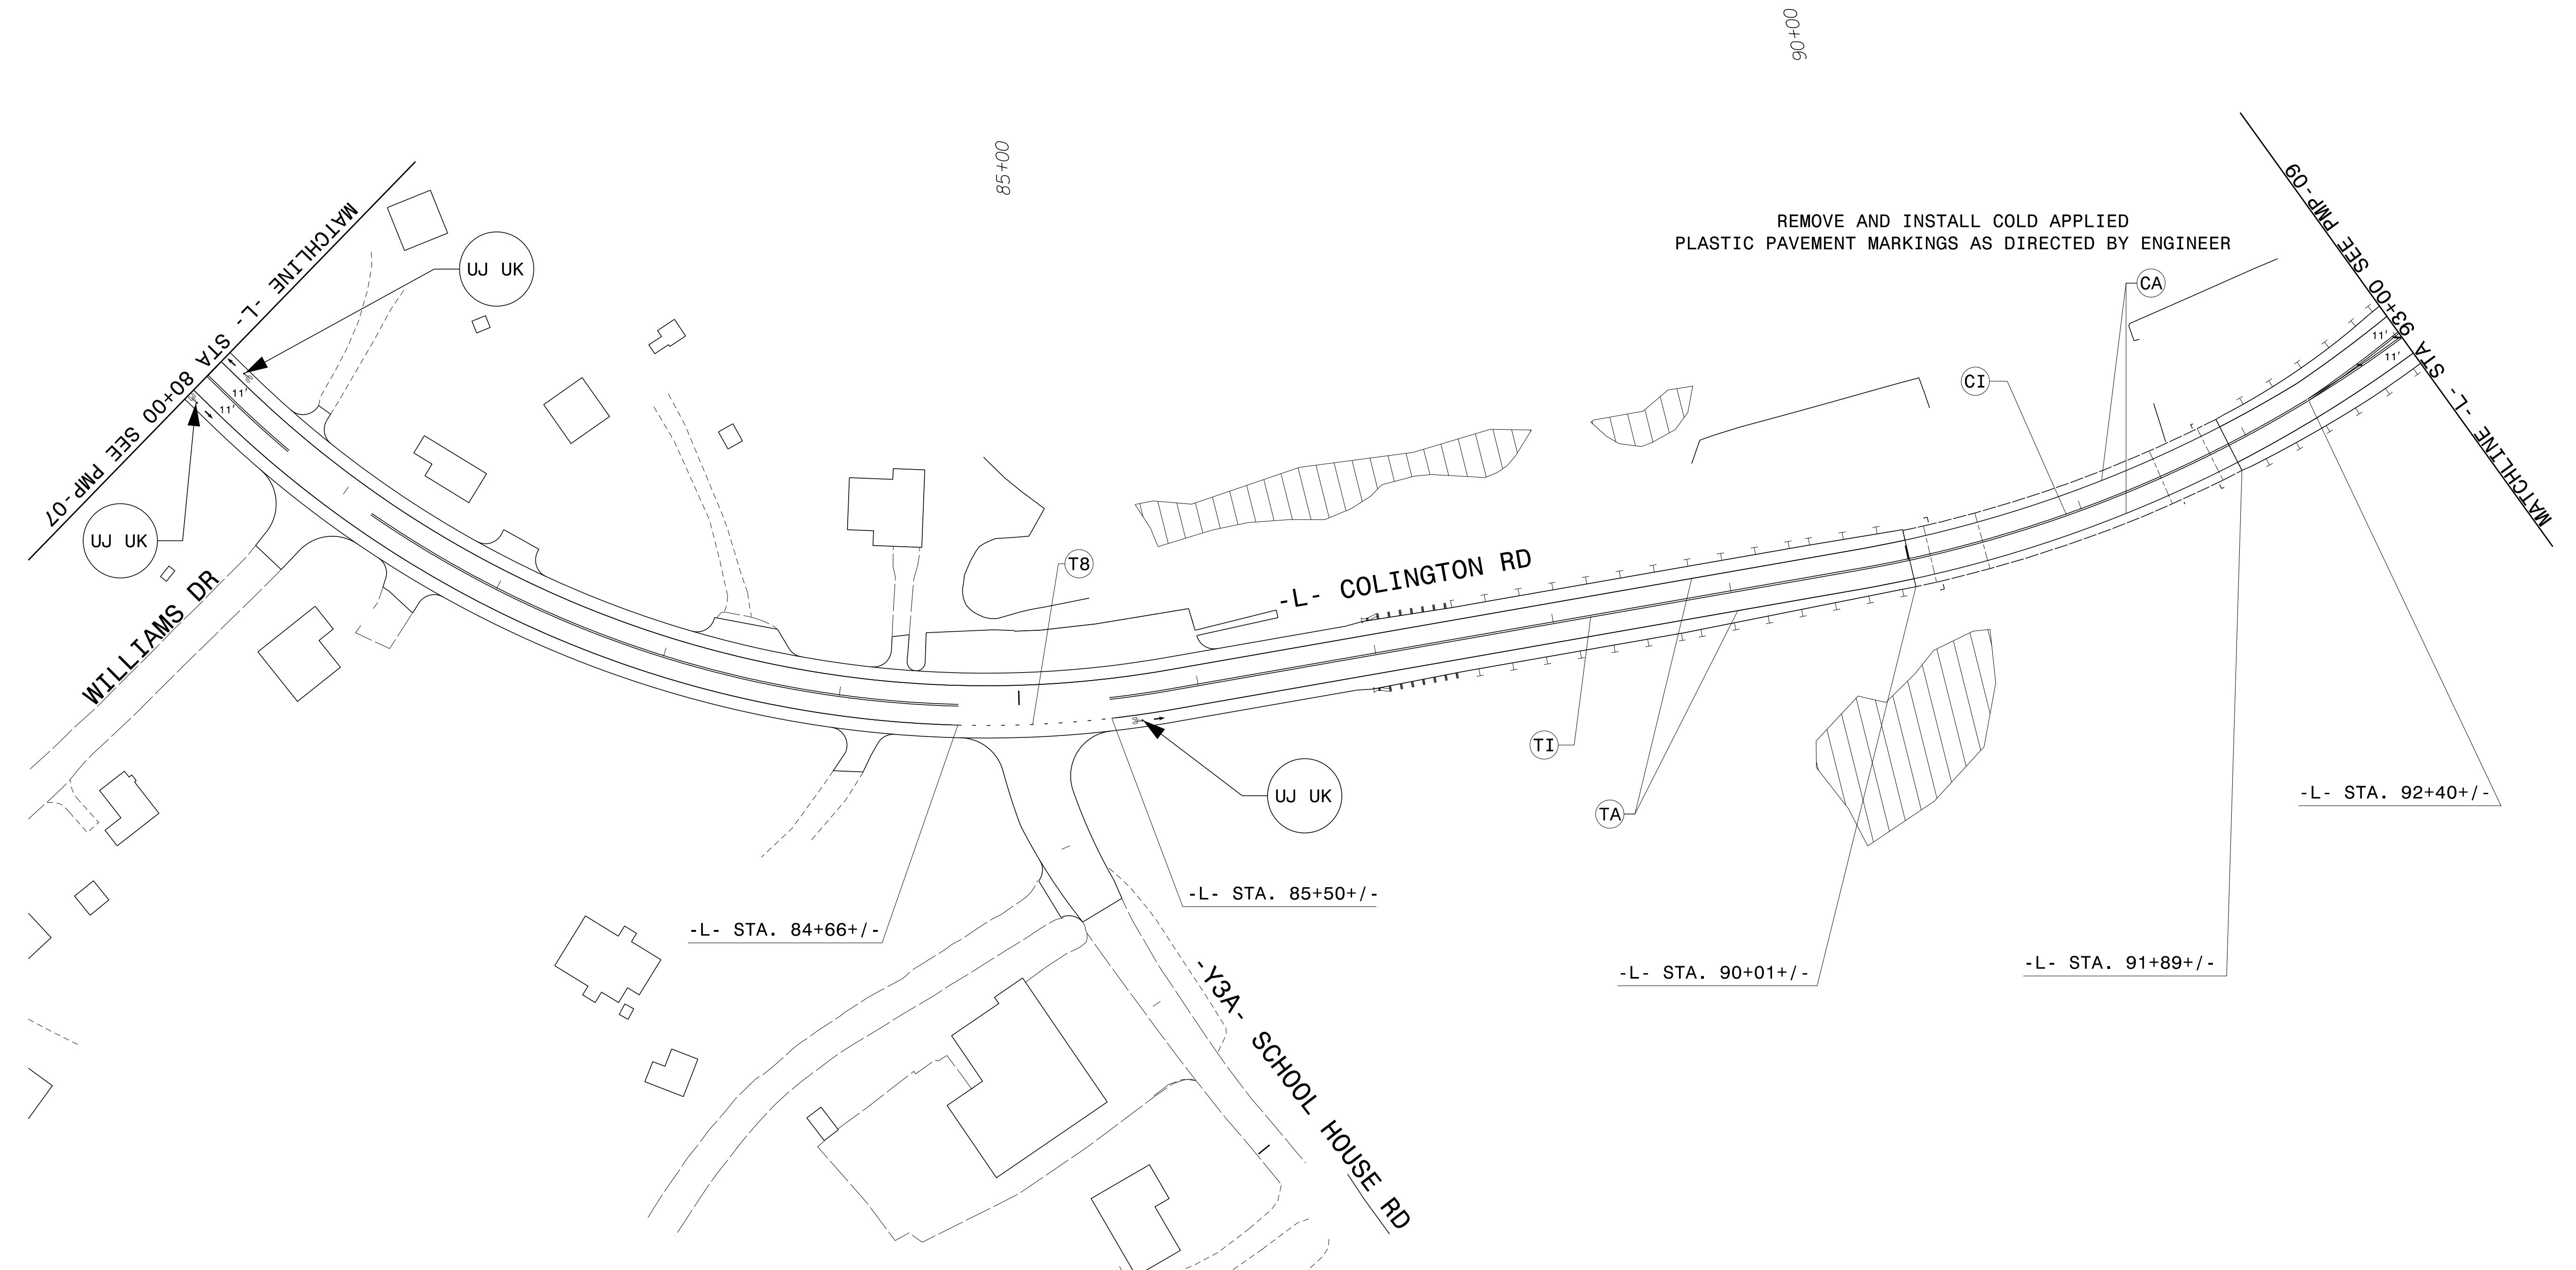 90+00
85+00
MATCHLINE -L- STA 80+00 SEE PMP-07
UJ UK
11'
11'
UJ UK
WILLIAMS DR
REMOVE AND INSTALL COLD APPLIED
PLASTIC PAVEMENT MARKINGS AS DIRECTED BY ENGINEER
CA
CI
MATCHLINE -L- STA 93+00 SEE PMP-09
11'
11'
T8
-L- COLINGTON RD
TI
TA
UJ UK
-L- STA. 92+40+/-
-L- STA. 85+50+/-
-L- STA. 84+66+/-
-L- STA. 90+01+/-
-L- STA. 91+89+/-
-Y3A- SCHOOL HOUSE RD